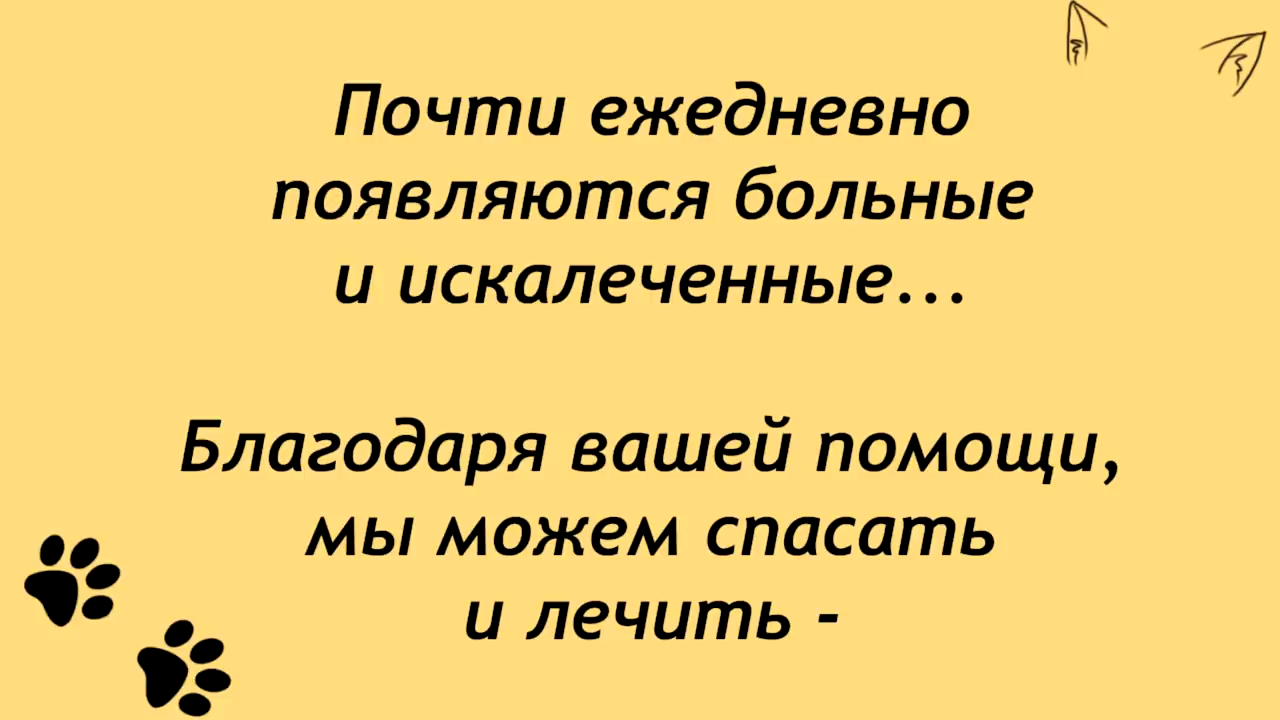 Почти ежедневно
появляются больные
и искалеченные...
Благодаря вашей помощи,
мы можем спасать
и лечить -